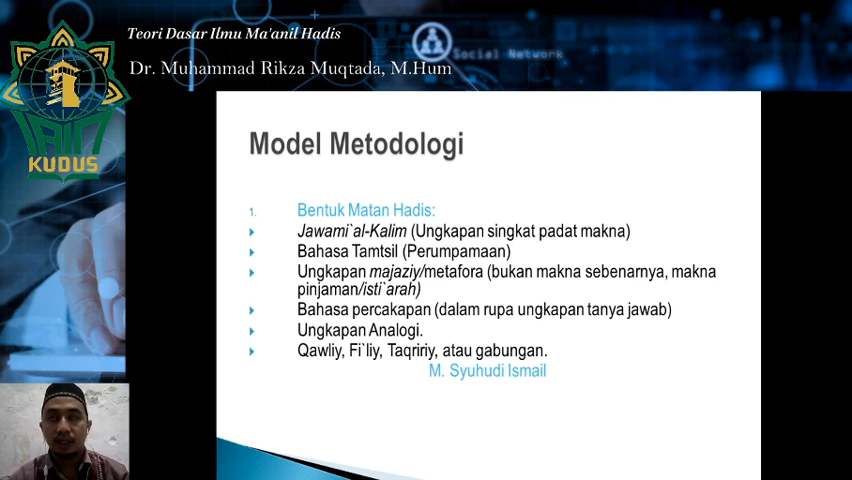 Teori Dasar Ilmu Ma'anil Hadis
Social Network
Dr. Muhammad Rikza Muqtada, M.Hum
IAIN
KUDUS
Model Metodologi
1. Bentuk Matan Hadis:
Jawami`al-Kalim (Ungkapan singkat padat makna)
Bahasa Tamtsil (Perumpamaan)
Ungkapan majaziy/metafora (bukan makna sebenarnya, makna
pinjaman/isti`arah)
Bahasa percakapan (dalam rupa ungkapan tanya jawab)
Ungkapan Analogi.
Qawliy, Fi`liy, Taqririy, atau gabungan.
M. Syuhudi Ismail